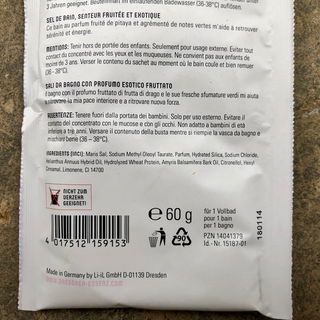 3 Jahren geeignet. Beutelinhalt im einlaufenden Badewasser (36-38°C) auflösen.
SEL DE BAIN, SENTEUR FRUITÉE ET EXOTIQUE
Ce bain au parfum fruité de pitaya et agrémenté de notes vertes m'aide à retrouver
sérénité et énergie.
MENTIONS: Tenir hors de portée des enfants. Seulement pour usage externe. Eviter tout
contact du concentré avec les yeux et les muqueuses. Ne convient pas aux enfants de
moins de 3 ans. Verser le contenu du sachet au moment où le bain coule et bien remuer
(36-38°C).
SALI DA BAGNO CON PROFUMO ESOTICO FRUTTATO
Il bagno con il profumo fruttato di frutta di drago e le sue fresche sfumature verdi mi aiuta
a ritrovare la mia pace interiore e a ritrovare nuova forza.
AVVERTENZE: Tenere fuori dalla portata dei bambini. Solo per uso esterno. Evitare il
contatto del concentrato con le mucose e con gli occhi. Non adatto a bambini di età
inferiore a tre anni. Versare il contenuto della busta mentre si riempie la vasca da bagno e
mischiare bene (36 – 38°C).
INGREDIENTS (INCI): Maris Sal, Sodium Methyl Oleoyl Taurate, Parfum, Hydrated Silica, Sodium Chloride,
Helianthus Annuus Hybrid Oil, Hydrolyzed Wheat Protein, Amyris Balsamifera Bark Oil, Citronellol, Hexyl
Cinnamal, Limonene, CI 14700
NICHT ZUM
VERZEHR
GEEIGNET!
4 017512 159153
e 60 g
90
für 1 Vollbad
pour 1 bain
per 1 bagno
PZN 14041379
Id.-Nr. 15187-01
180114
Made in Germany by Li-iL GmbH D-01139 Dresden
www.dresdner-essenz.com